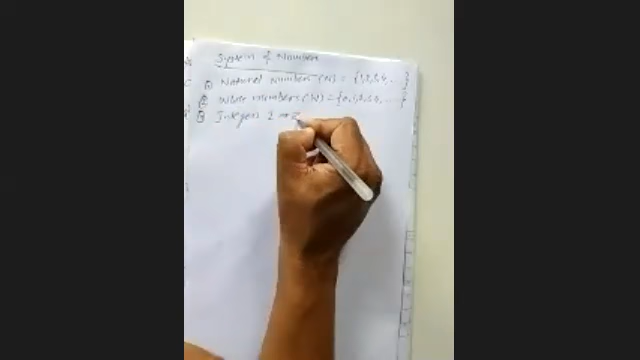 System of Numbers
① Natural Numbers (N) = {1,2,3,4, . . }
② Whole numbers (W) = {0,1,2,3,4, ... }
③ Integers I or Z